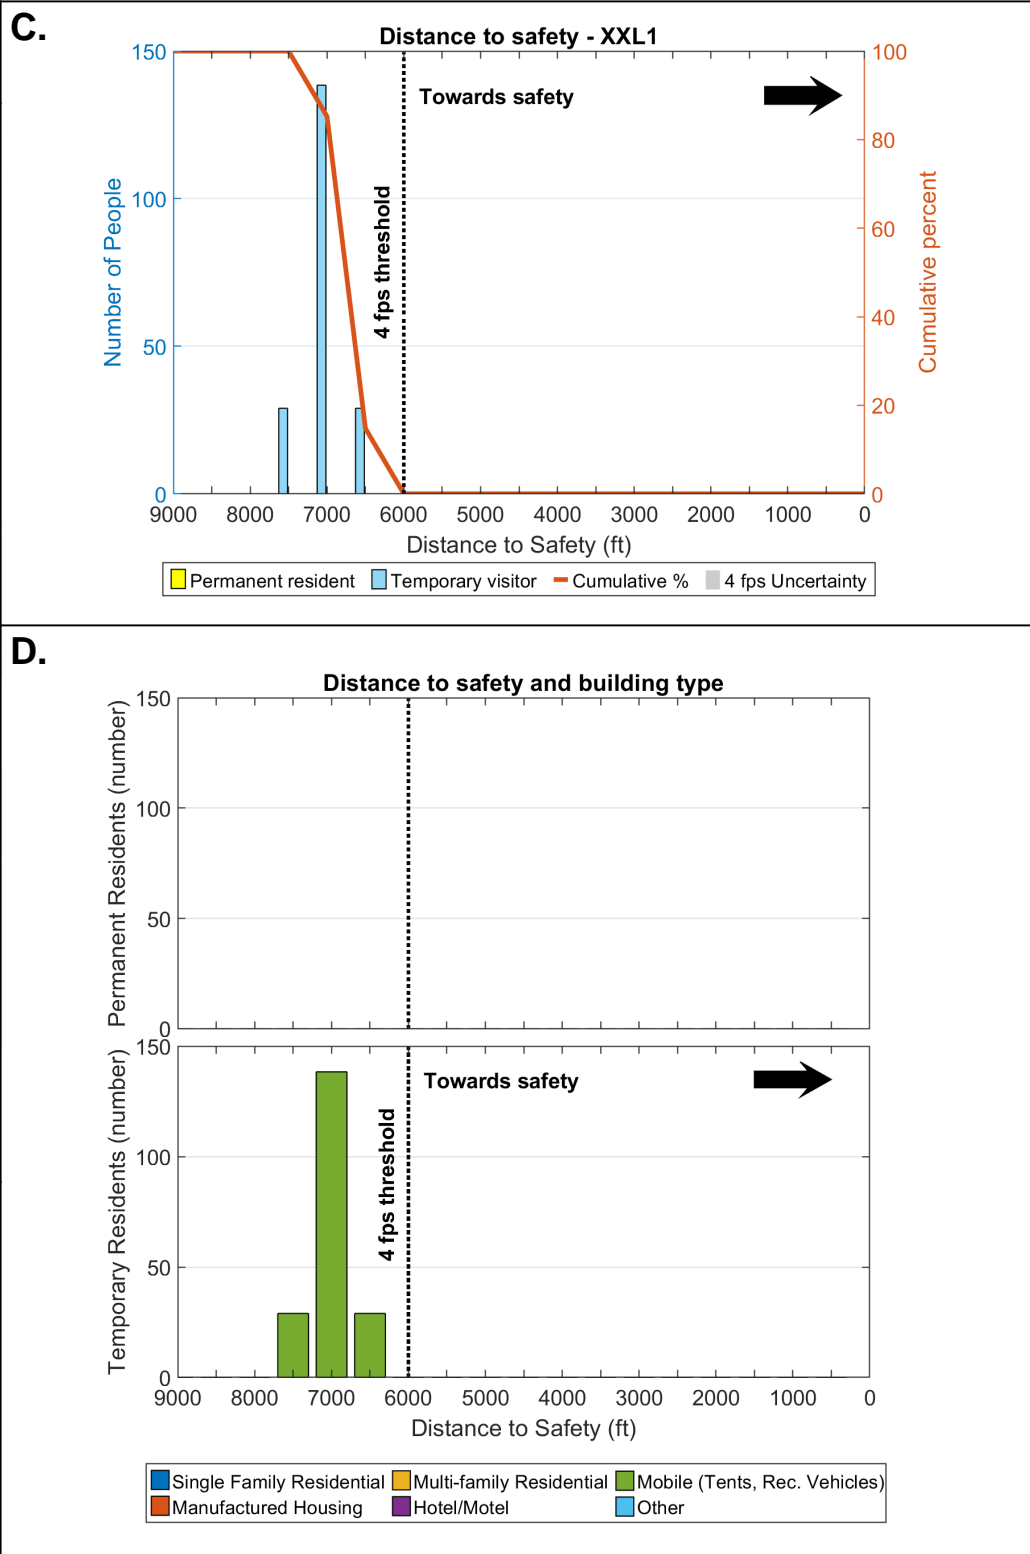 C.
Distance to safety - XXL1
150
100
50
0
Number of People
100
80
60
40
20
0
Cumulative percent
Towards safety
4 fps threshold
9000 8000 7000 6000 5000 4000 3000 2000 1000 0
Distance to Safety (ft)
Permanent resident Temporary visitor Cumulative % 4 fps Uncertainty
D.
Distance to safety and building type
150
100
50
0
Permanent Residents (number)
150
100
50
0
Temporary Residents (number)
Towards safety
4 fps threshold
9000 8000 7000 6000 5000 4000 3000 2000 1000 0
Distance to Safety (ft)
Single Family Residential Multi-family Residential Mobile (Tents, Rec. Vehicles)
Manufactured Housing Hotel/Motel Other